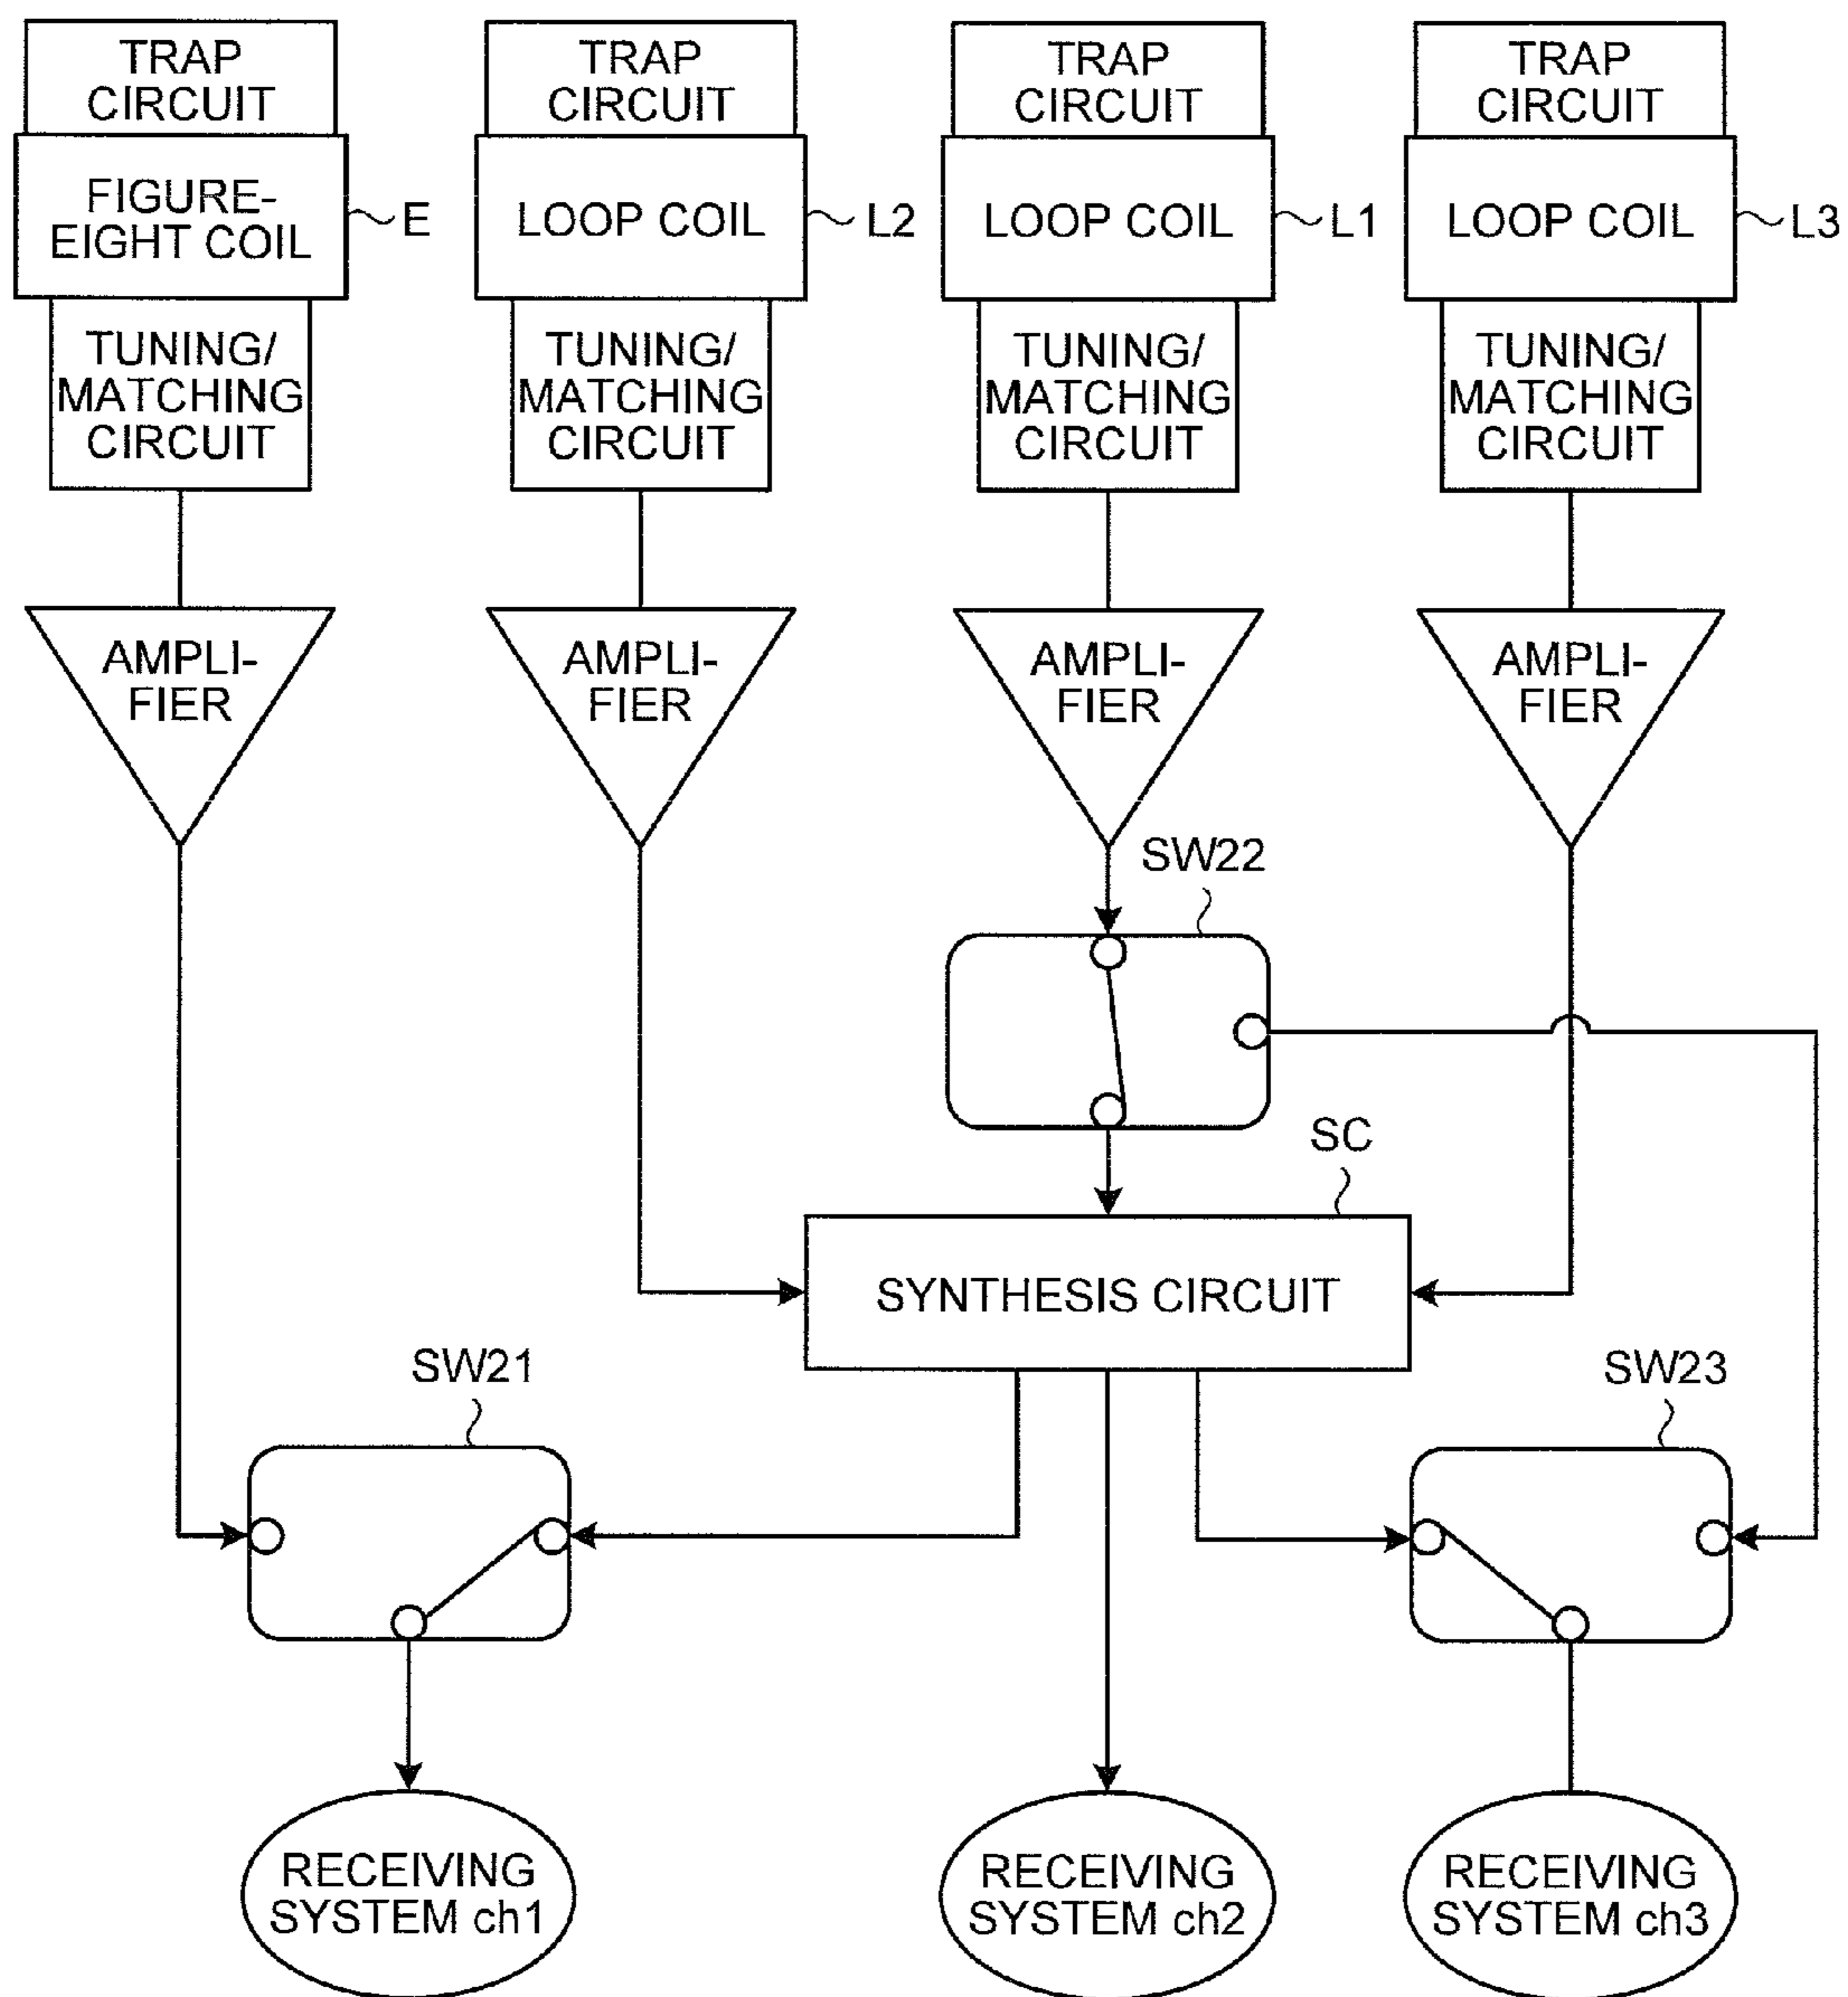 TRAP
CIRCUIT
TRAP
CIRCUIT
TRAP
CIRCUIT
TRAP
CIRCUIT
FIGURE-
EIGHT COIL
E
LOOP COIL
L2
LOOP COIL
L1
LOOP COIL
L3
TUNING/
MATCHING
CIRCUIT
TUNING/
MATCHING
CIRCUIT
TUNING/
MATCHING
CIRCUIT
TUNING/
MATCHING
CIRCUIT
AMPLI-
FIER
AMPLI-
FIER
AMPLI-
FIER
AMPLI-
FIER
SW22
SC
SYNTHESIS CIRCUIT
SW21
SW23
RECEIVING
SYSTEM ch1
RECEIVING
SYSTEM ch2
RECEIVING
SYSTEM ch3